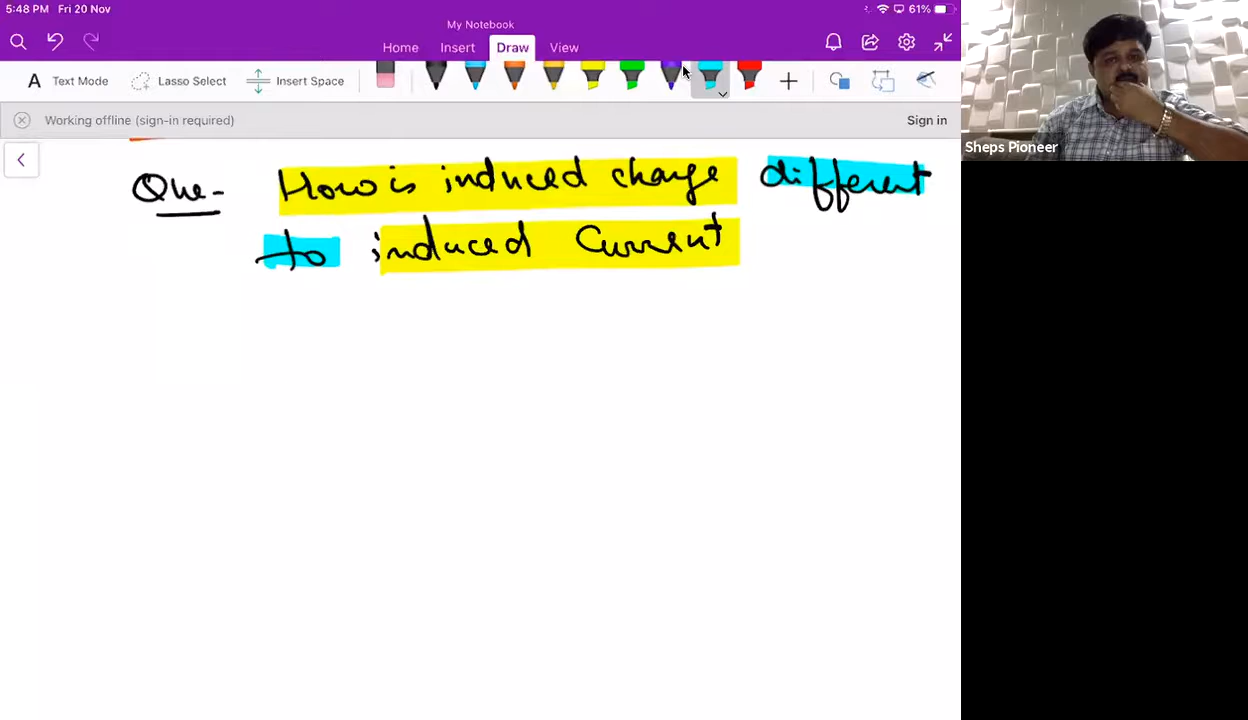 5:48 PM Fri 20 Nov
61%
My Notebook
Home Insert Draw View
A Text Mode Lasso Select Insert Space
Working offline (sign-in required) Sign in
Sheps Pioneer
Que- How is induced charge different
to induced Current